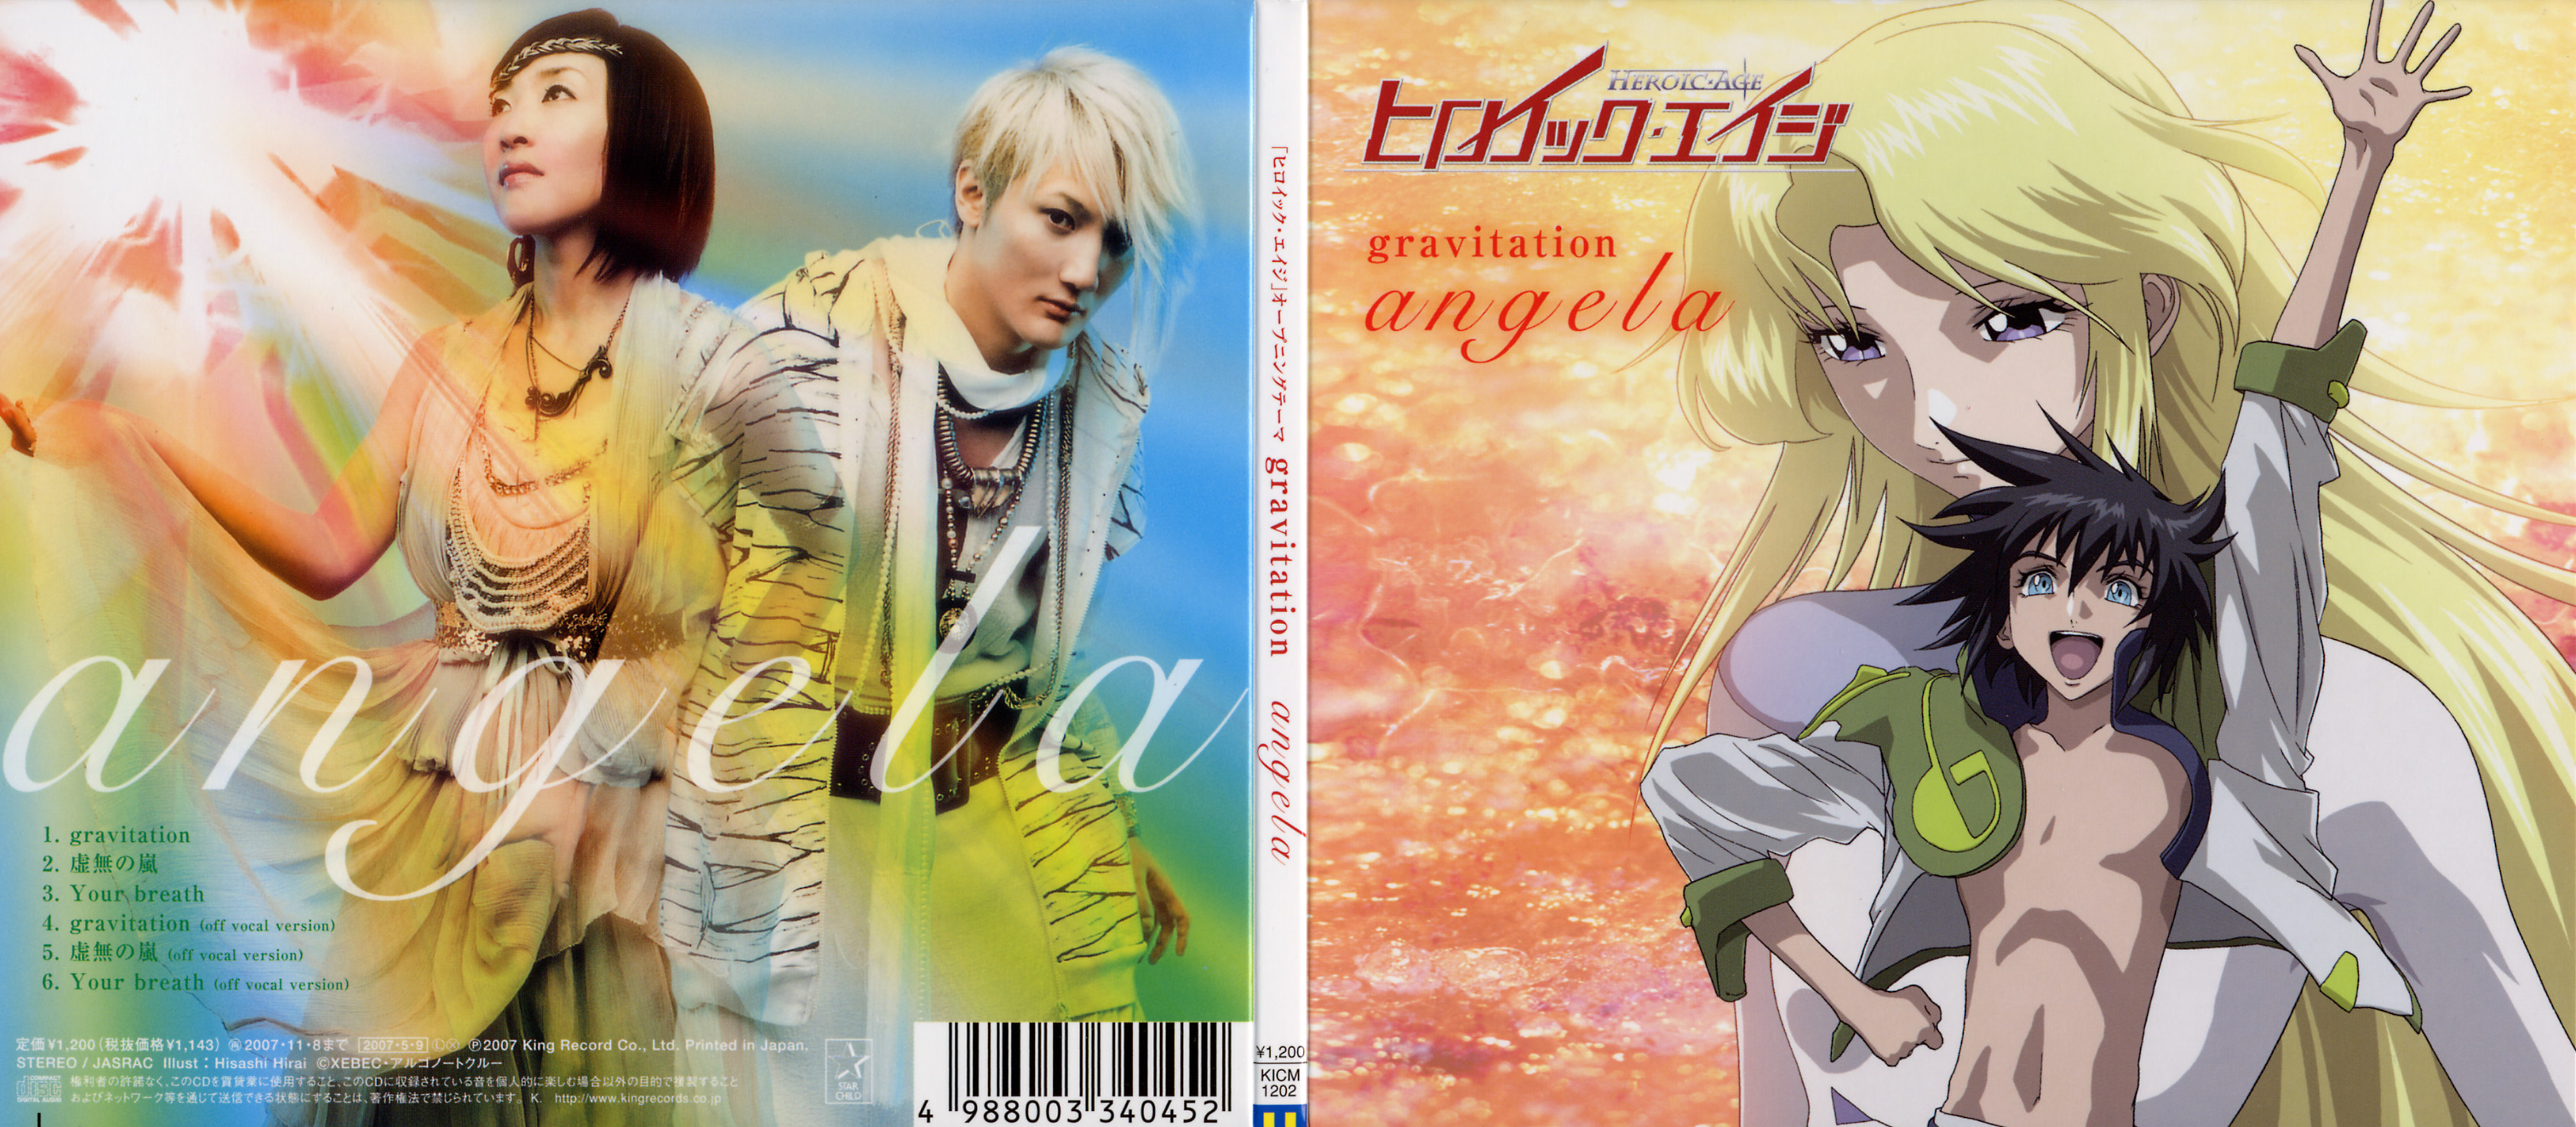 angela
1. gravitation
2. 虚無の嵐
3. Your breath
4. gravitation (off vocal version)
5. 虚無の嵐 (off vocal version)
6. Your breath (off vocal version)
定価¥1,200(税抜価格¥1,143) 2007・11・8まで 2007・5・9 Ⓟ2007 King Record Co., Ltd. Printed in Japan.
STEREO / JASRAC Illust：Hisashi Hirai ©XEBEC・アルゴノートクルー
COMPACT disc DIGITAL AUDIO
権利者の許諾なく、このCDを賃貸業に使用すること、このCDに収録されている音を個人的に楽しむ場合以外の目的で複製すること
およびネットワーク等を通じて送信できる状態にすることは、著作権法で禁じられています。 K. http://www.kingrecords.co.jp
STAR
CHILD
4 988003 340452
「ヒロイック・エイジ」オープニングテーマ gravitation angela
¥1,200
KICM
1202
HEROIC・AGE
ヒロイック・エイジ
gravitation
angela